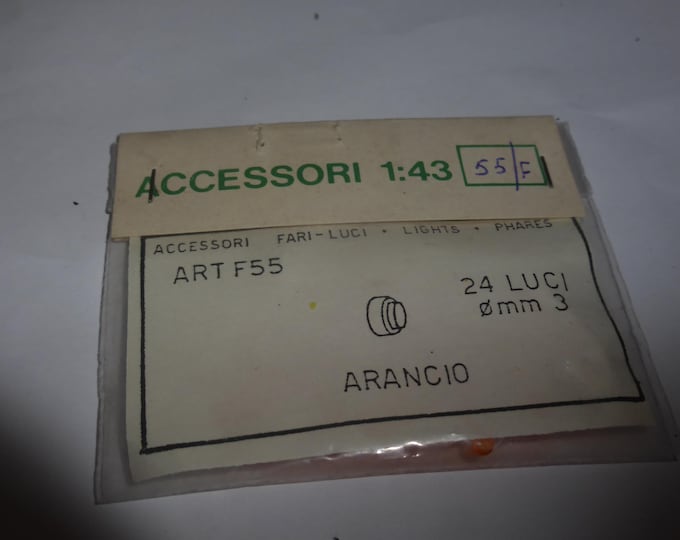 ACCESSORI 1:43 55/F
ACCESSORI FARI-LUCI • LIGHTS • PHARES
ART F55
24 LUCI
ømm 3
ARANCIO